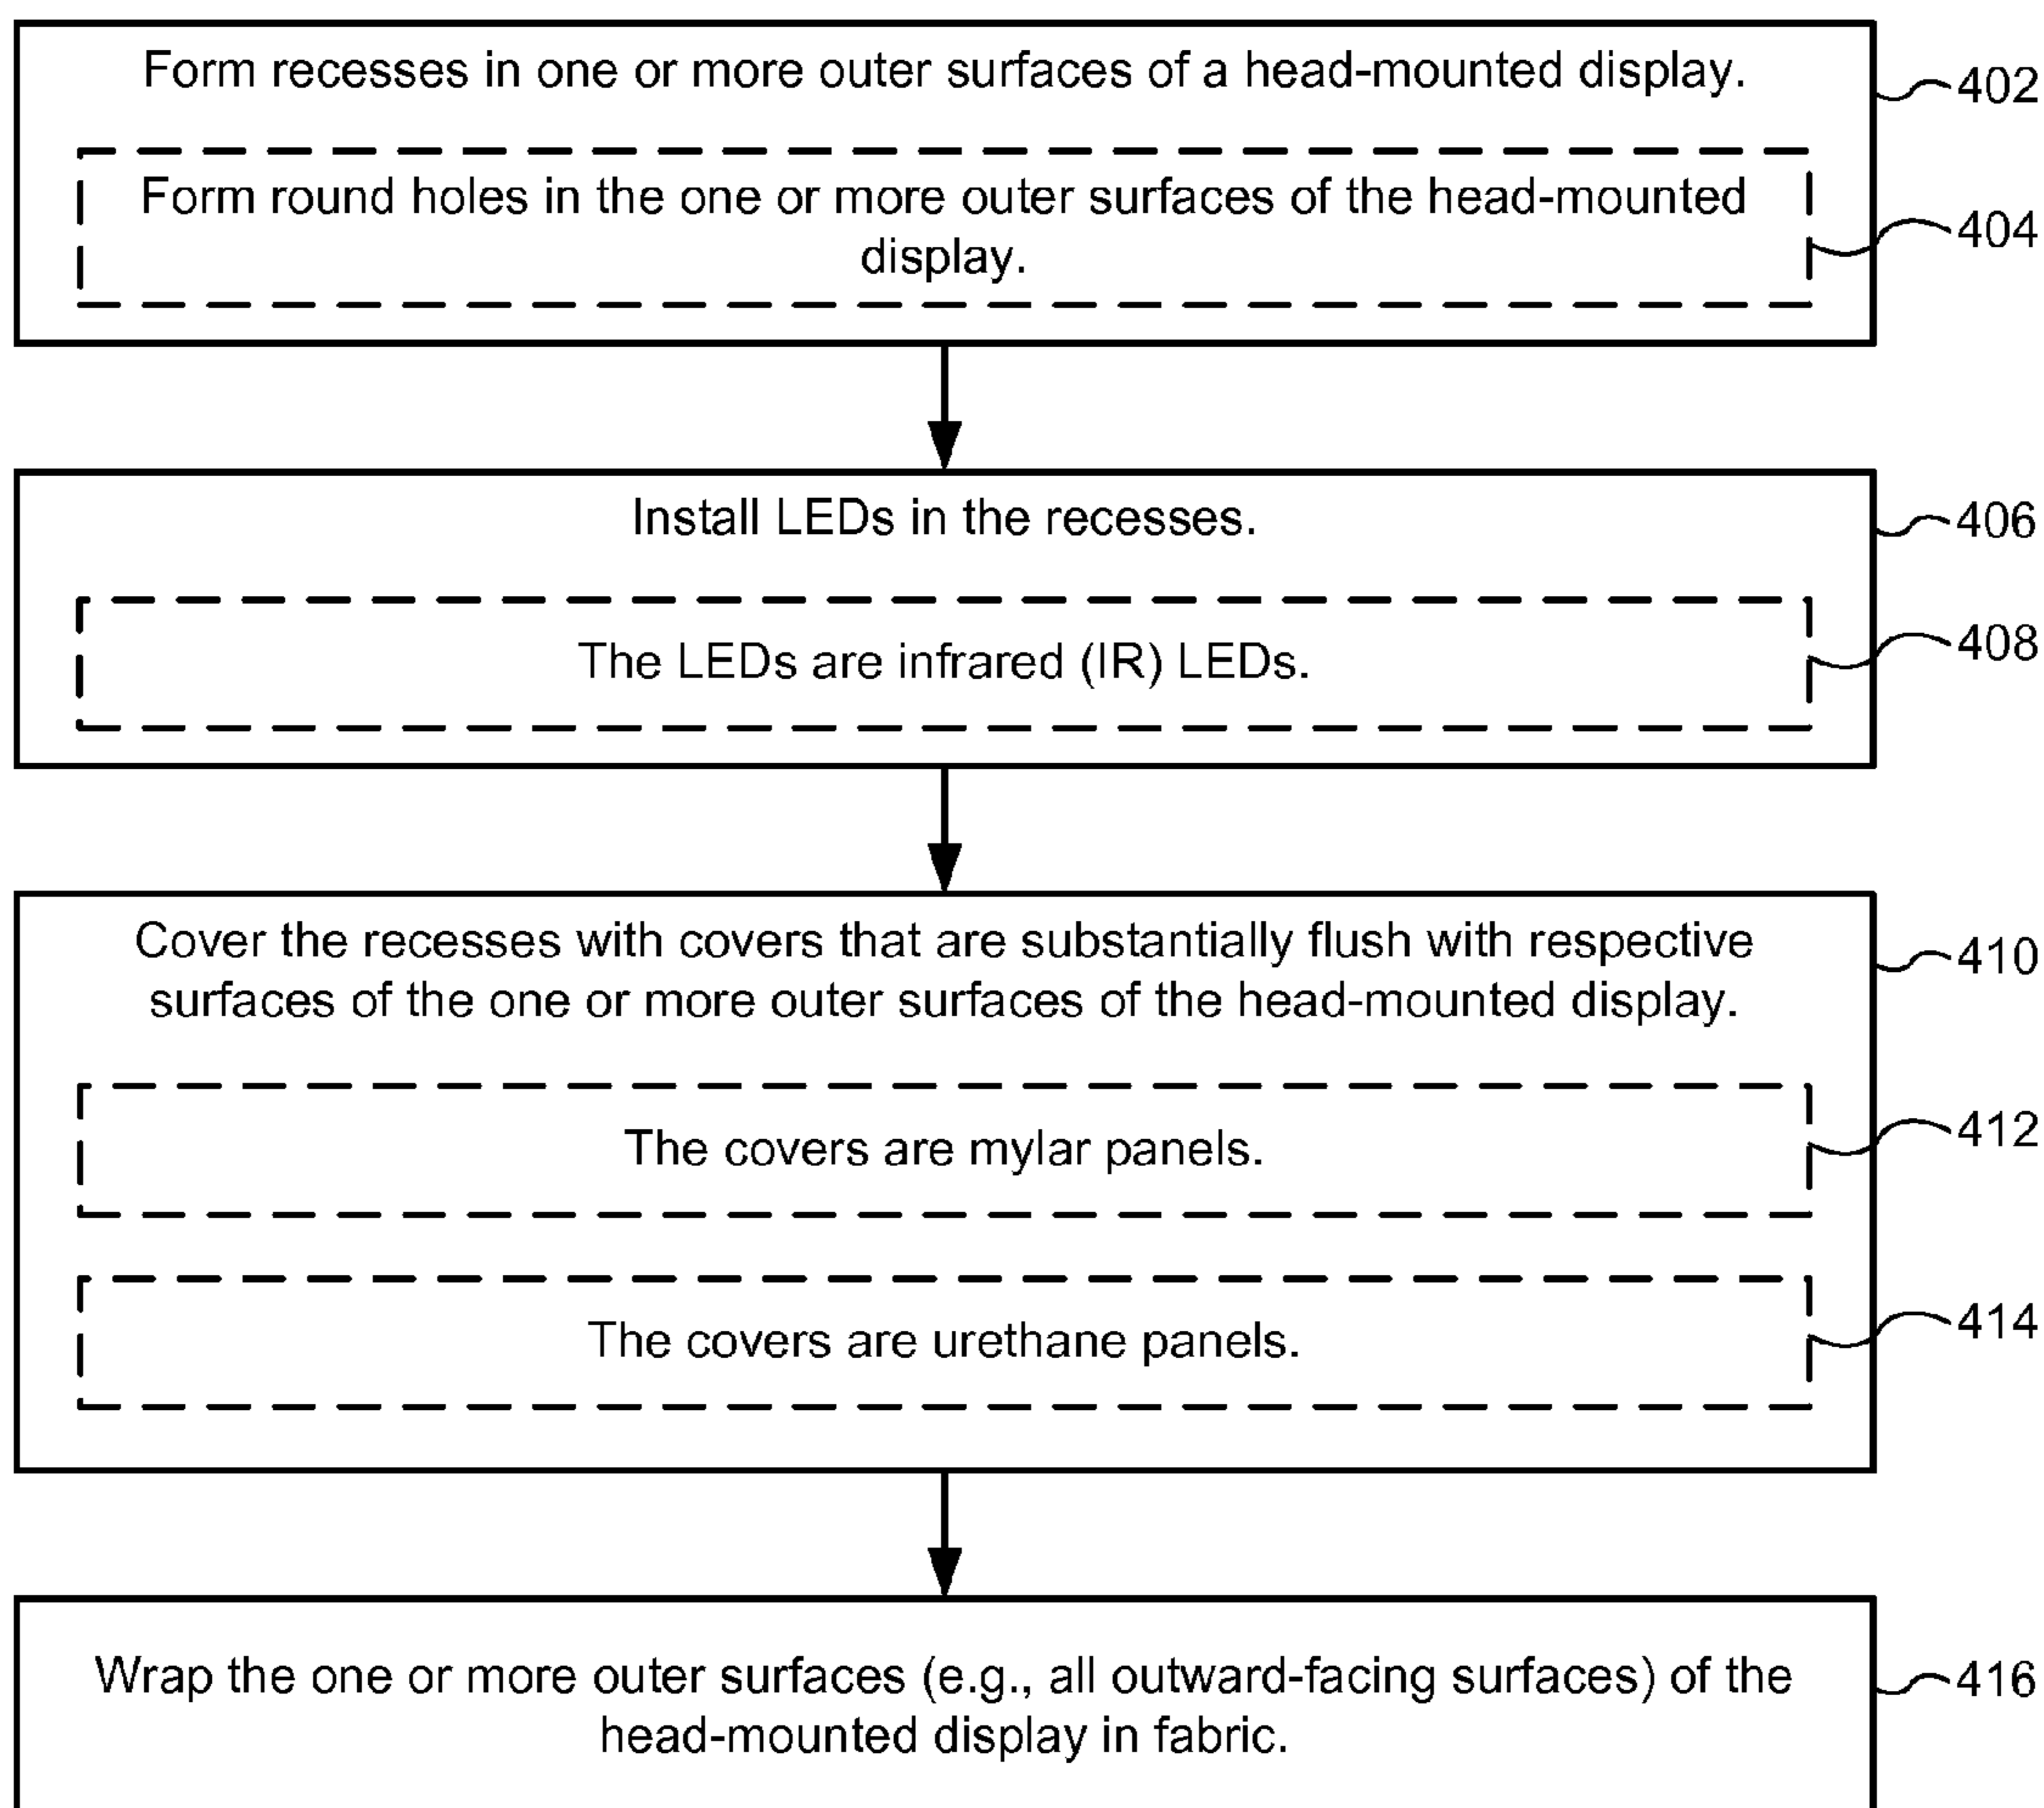 Form recesses in one or more outer surfaces of a head-mounted display.
402
Form round holes in the one or more outer surfaces of the head-mounted
display.
404
Install LEDs in the recesses.
406
The LEDs are infrared (IR) LEDs.
408
Cover the recesses with covers that are substantially flush with respective
surfaces of the one or more outer surfaces of the head-mounted display.
410
The covers are mylar panels.
412
The covers are urethane panels.
414
Wrap the one or more outer surfaces (e.g., all outward-facing surfaces) of the
head-mounted display in fabric.
416